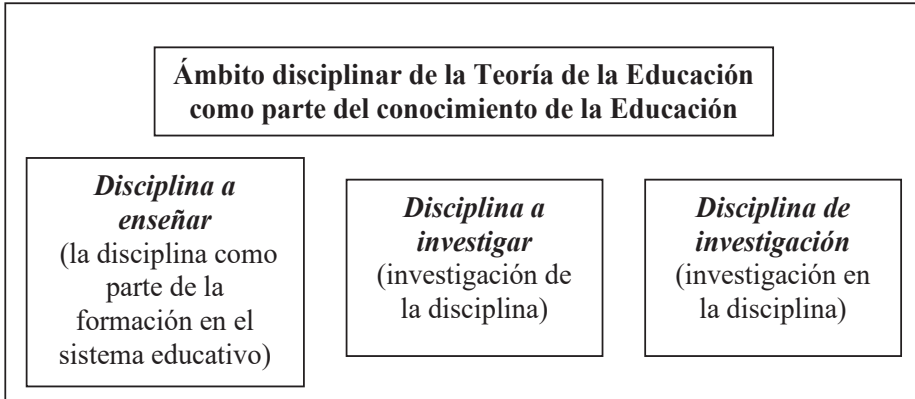 Ámbito disciplinar de la Teoría de la Educación
como parte del conocimiento de la Educación
Disciplina a
enseñar
(la disciplina como
parte de la
formación en el
sistema educativo)
Disciplina a
investigar
(investigación de
la disciplina)
Disciplina de
investigación
(investigación en
la disciplina)